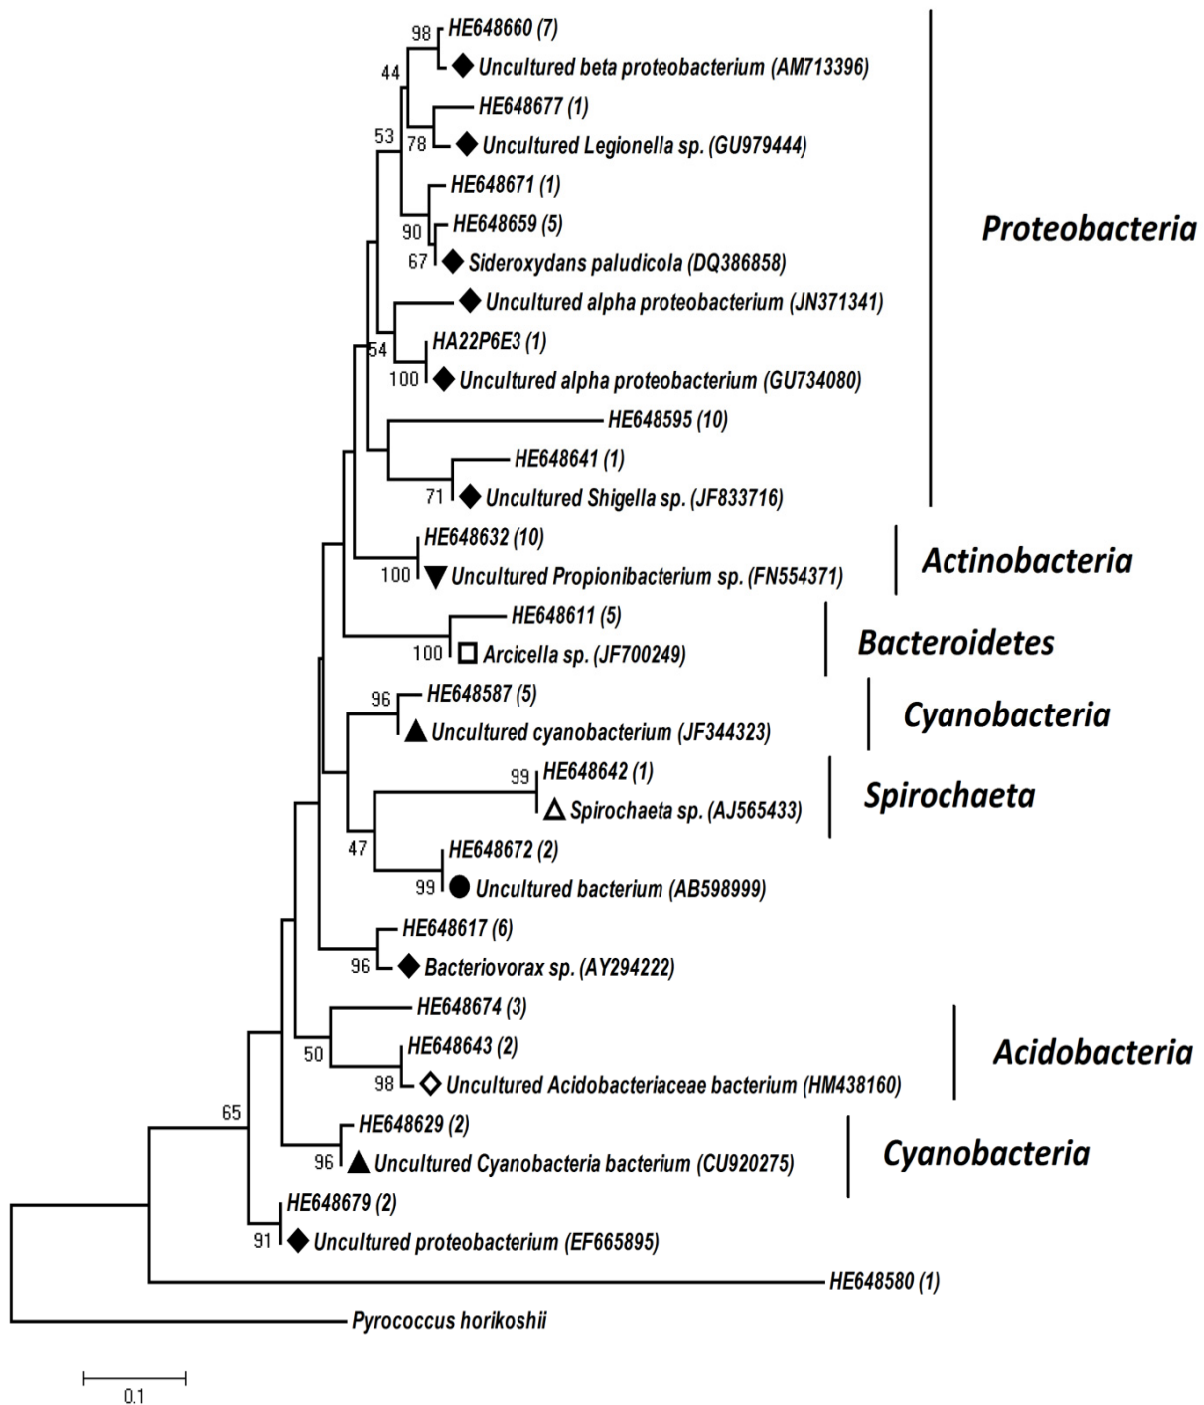 98
HE648660 (7)
Uncultured beta proteobacterium (AM713396)
44
HE648677 (1)
53
78
Uncultured Legionella sp. (GU979444)
HE648671 (1)
90
HE648659 (5)
67
Sideroxydans paludicola (DQ386858)
Proteobacteria
Uncultured alpha proteobacterium (JN371341)
54
HA22P6E3 (1)
100
Uncultured alpha proteobacterium (GU734080)
HE648595 (10)
HE648641 (1)
71
Uncultured Shigella sp. (JF833716)
HE648632 (10)
100
Uncultured Propionibacterium sp. (FN554371)
Actinobacteria
HE648611 (5)
100
Arcicella sp. (JF700249)
Bacteroidetes
96
HE648587 (5)
Uncultured cyanobacterium (JF344323)
Cyanobacteria
99
HE648642 (1)
Spirochaeta sp. (AJ565433)
Spirochaeta
47
HE648672 (2)
99
Uncultured bacterium (AB598999)
HE648617 (6)
96
Bacteriovorax sp. (AY294222)
HE648674 (3)
50
HE648643 (2)
98
Uncultured Acidobacteriaceae bacterium (HM438160)
Acidobacteria
65
HE648629 (2)
96
Uncultured Cyanobacteria bacterium (CU920275)
Cyanobacteria
HE648679 (2)
91
Uncultured proteobacterium (EF665895)
HE648580 (1)
Pyrococcus horikoshii
0.1